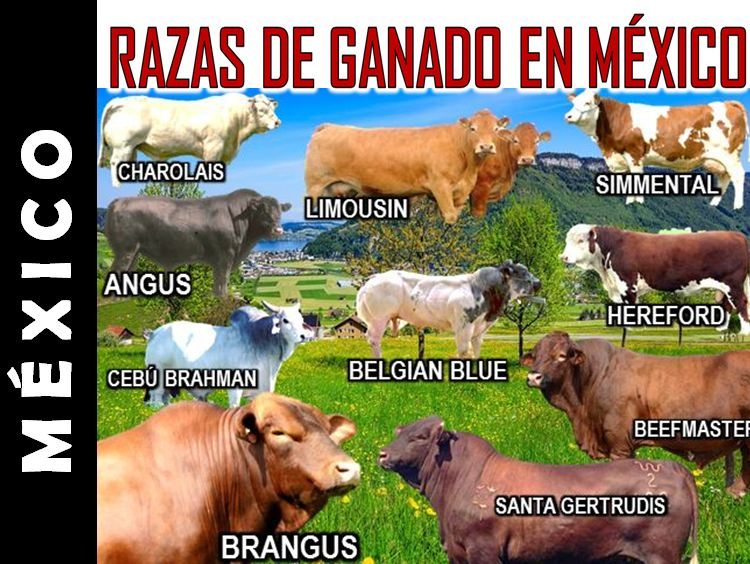 MÉXICO
RAZAS DE GANADO EN MÉXICO
CHAROLAIS
LIMOUSIN
SIMMENTAL
ANGUS
HEREFORD
CEBÚ BRAHMAN
BELGIAN BLUE
BEEFMASTER
SANTA GERTRUDIS
BRANGUS